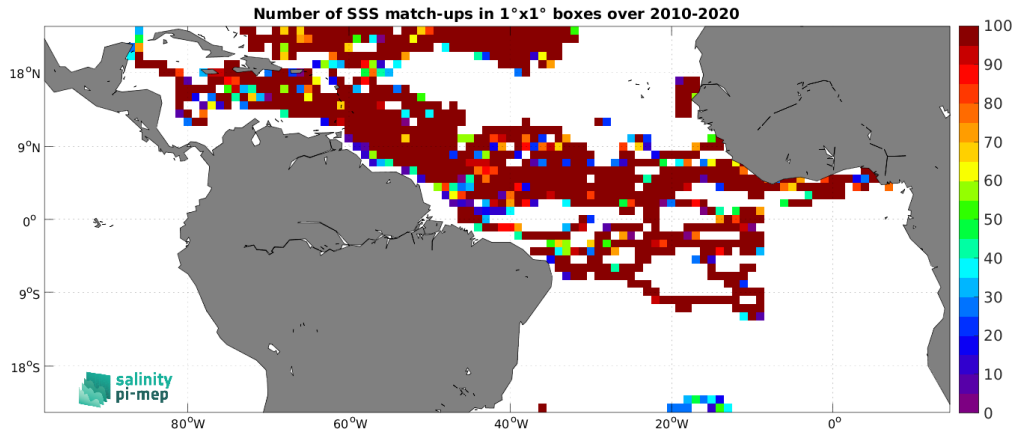 Number of SSS match-ups in 1°x1° boxes over 2010-2020
100
90
80
70
60
50
40
30
20
10
0
18°N
9°N
0°
9°S
18°S
80°W
60°W
40°W
20°W
0°
salinity
pi-mep